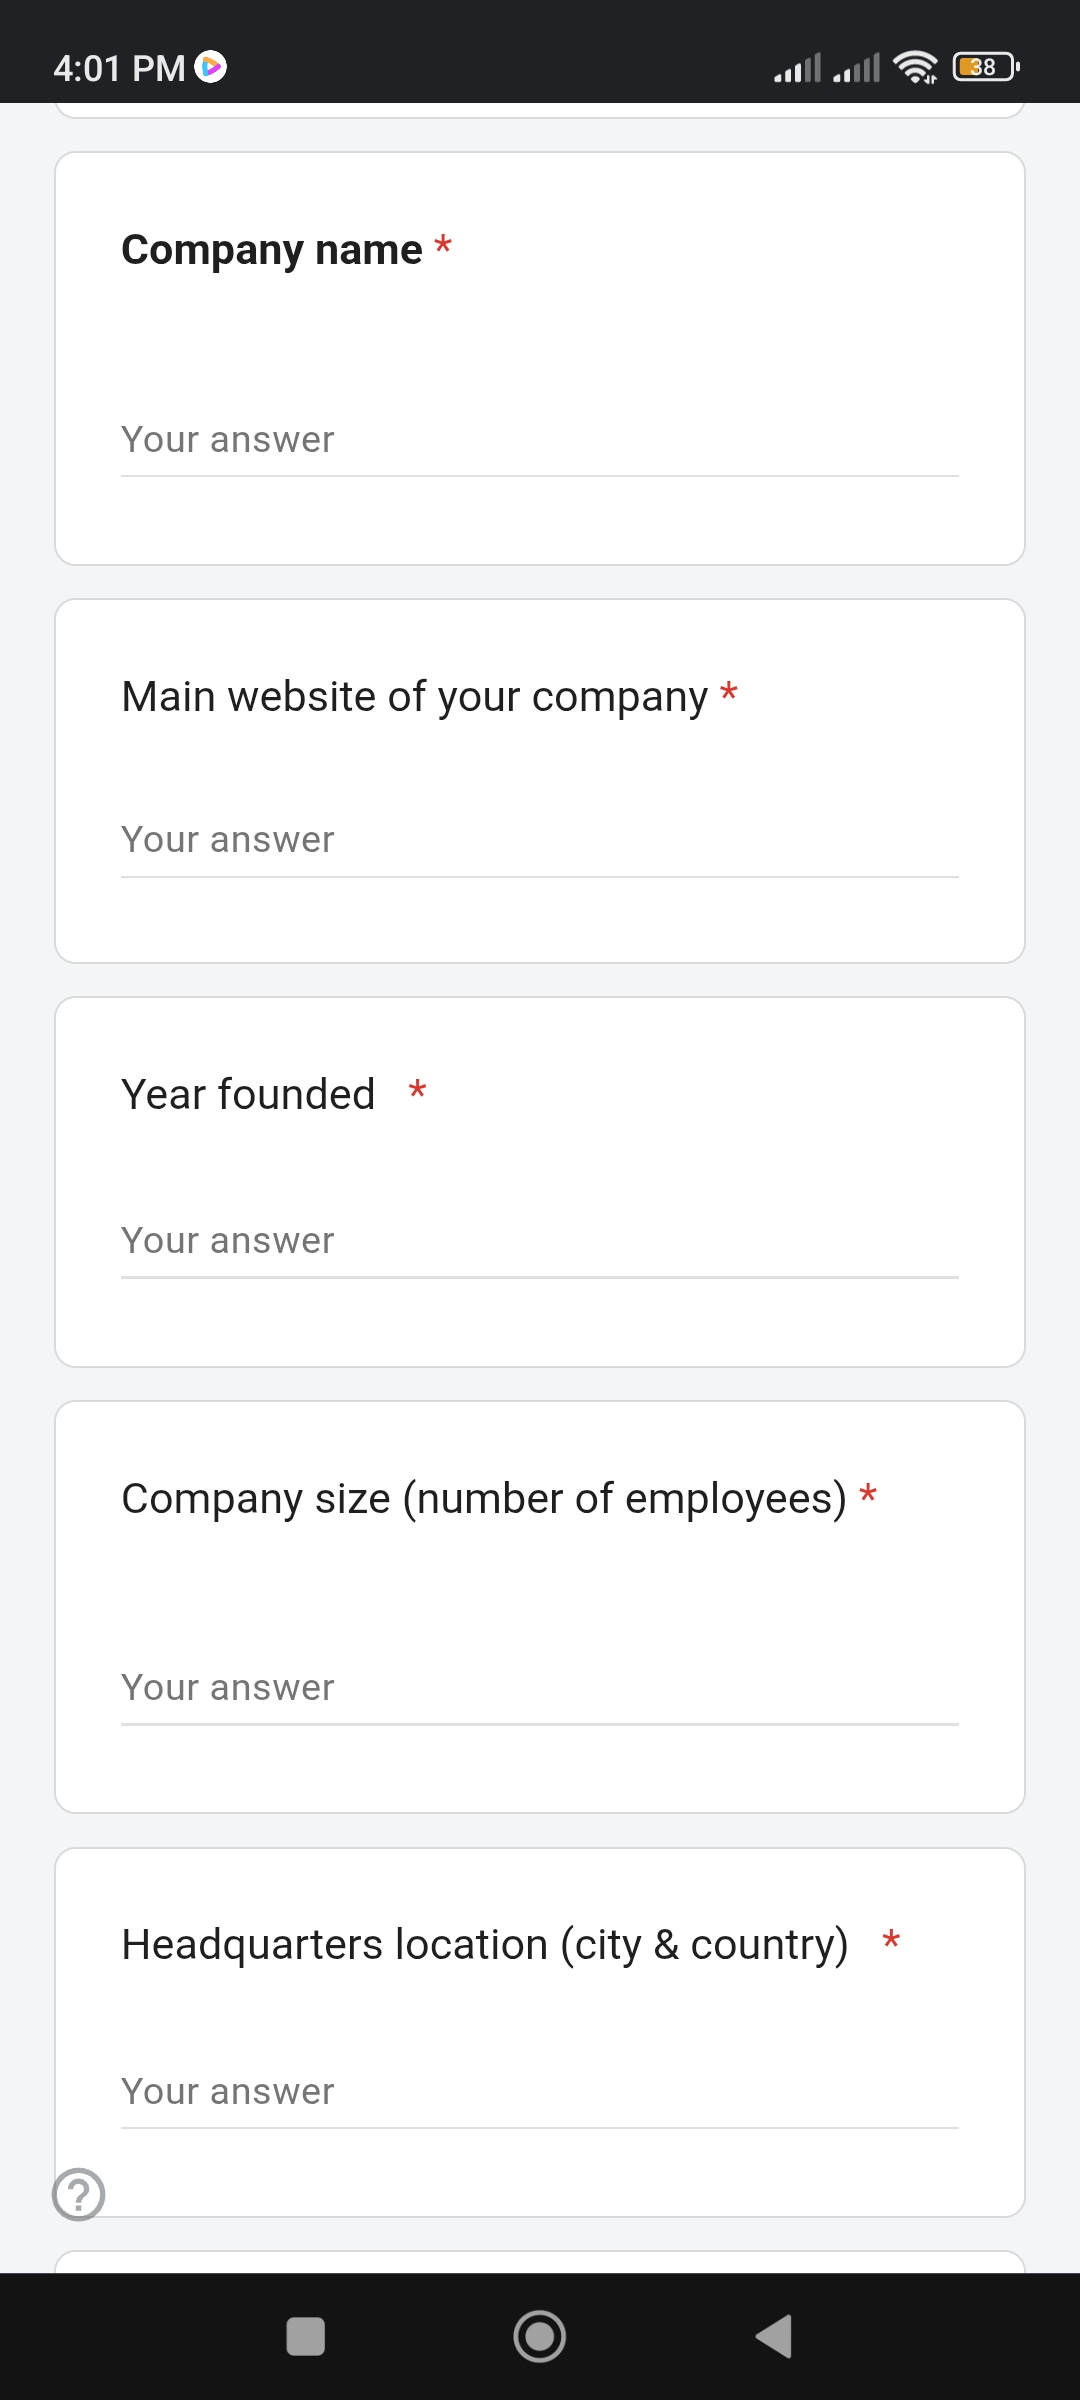 4:01 PM
38
Company name *
Your answer
Main website of your company *
Your answer
Year founded *
Your answer
Company size (number of employees) *
Your answer
Headquarters location (city & country) *
Your answer
?